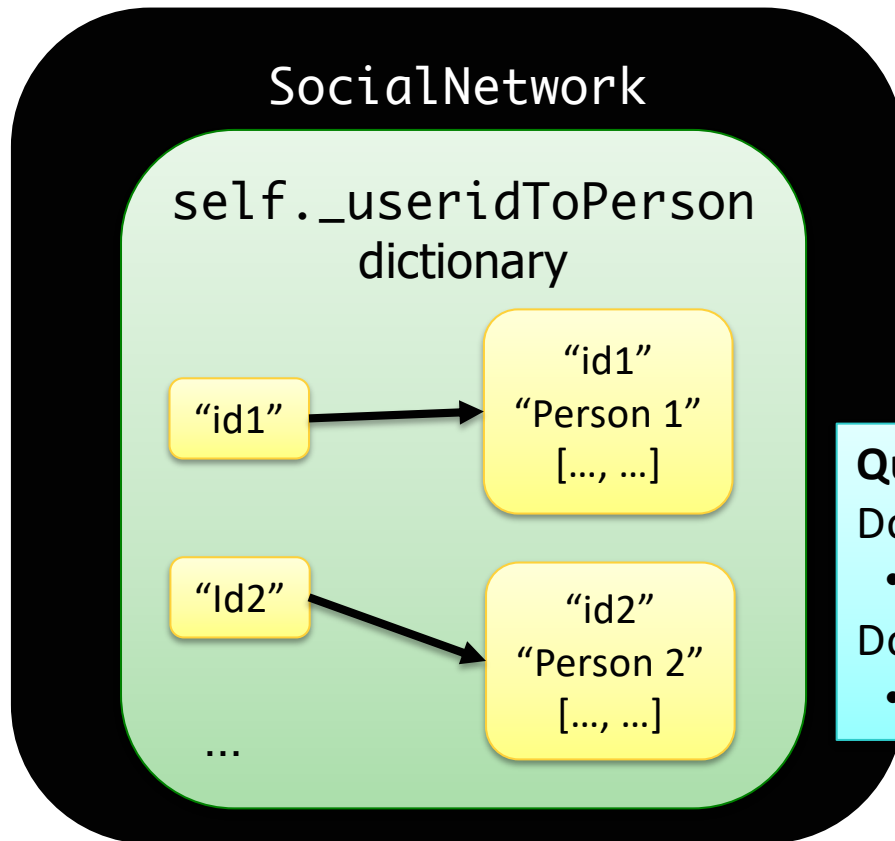 SocialNetwork
self._useridToPerson
dictionary
“id1”
“id1”
“Person 1”
[…, …]
“Id2”
“id2”
“Person 2”
[…, …]
…